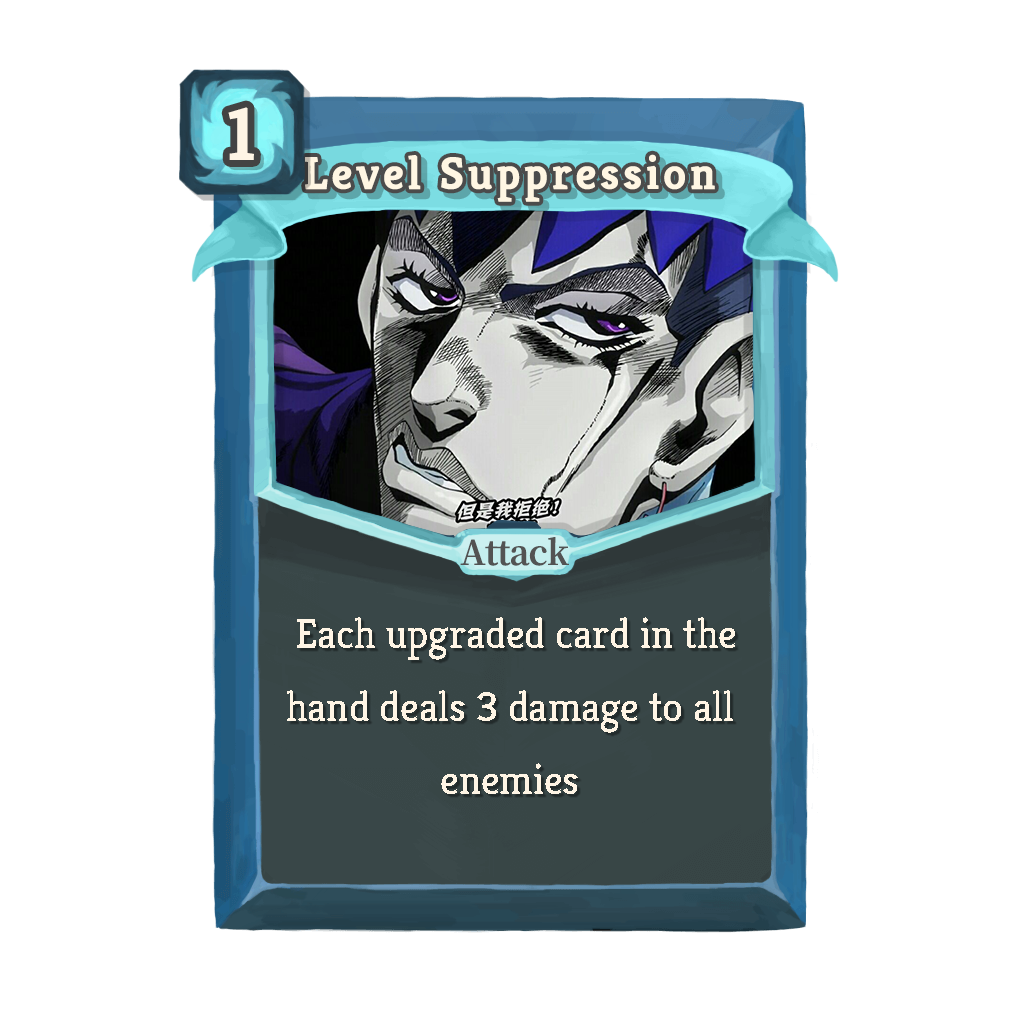 1
Level Suppression
但是我拒绝!
Attack
Each upgraded card in the
hand deals 3 damage to all
enemies